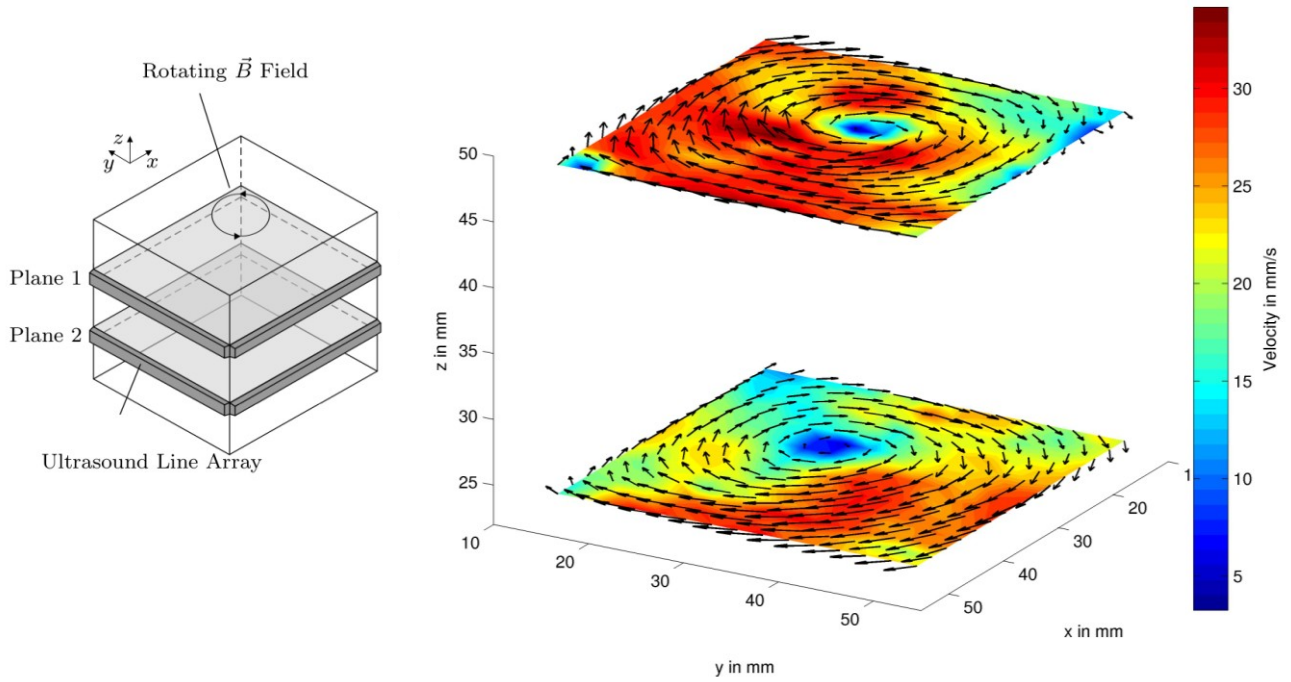 Rotating B⃗ Field
z
y x
Plane 1
Plane 2
Ultrasound Line Array
50
45
40
35
30
25
z in mm
10
20
30
40
50
y in mm
50
40
30
20
1
x in mm
30
25
20
15
10
5
Velocity in mm/s